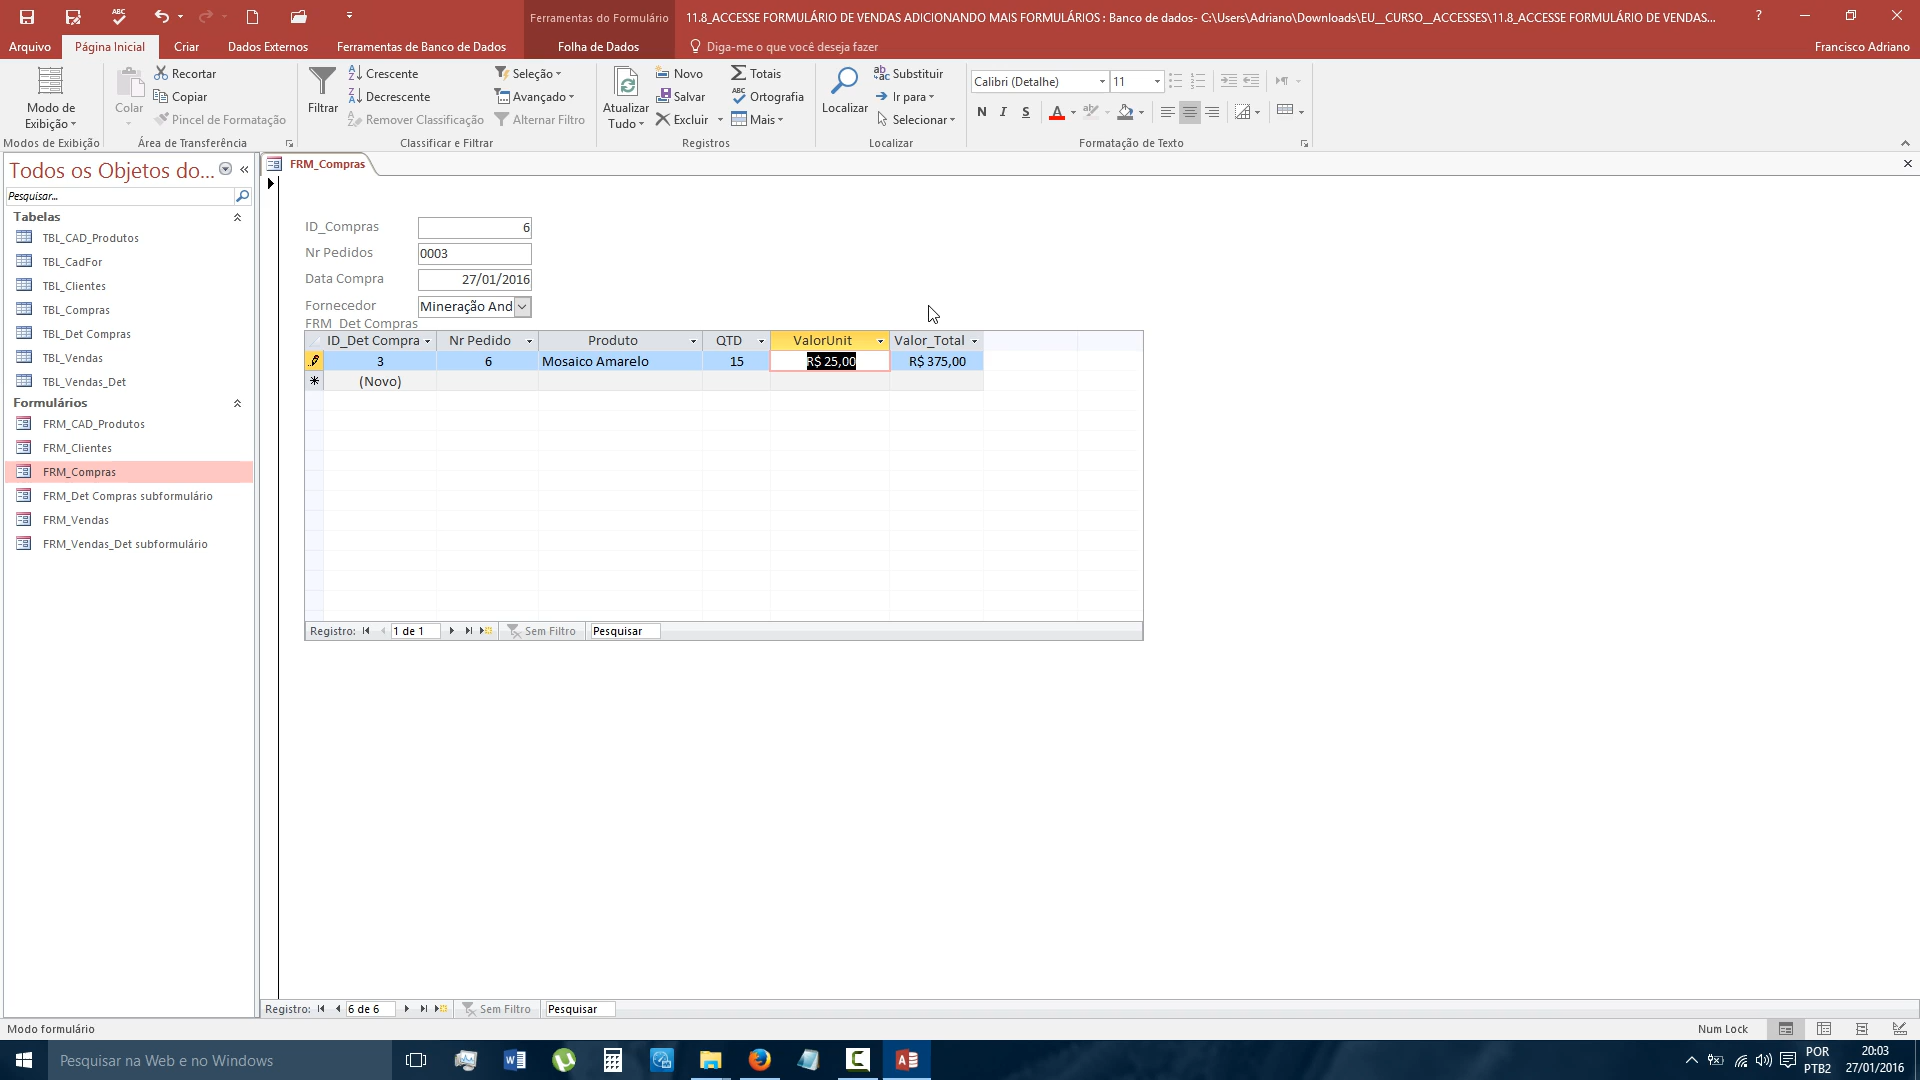 Ferramentas do Formulário
11.8_ACCESSE FORMULÁRIO DE VENDAS ADICIONANDO MAIS FORMULÁRIOS : Banco de dados- C:\Users\Adriano\Downloads\EU__CURSO__ACCESSES\11.8_ACCESSE FORMULÁRIO DE VENDAS...
?
Arquivo
Página Inicial
Criar
Dados Externos
Ferramentas de Banco de Dados
Folha de Dados
Diga-me o que você deseja fazer
Francisco Adriano
Modo de Exibição
Modos de Exibição
Colar
Recortar
Copiar
Pincel de Formatação
Área de Transferência
Filtrar
Crescente
Decrescente
Remover Classificação
Seleção
Avançado
Alternar Filtro
Classificar e Filtrar
Atualizar Tudo
Novo
Salvar
Excluir
Totais
Ortografia
Mais
Registros
Localizar
Substituir
Ir para
Selecionar
Localizar
Calibri (Detalhe)
11
N I S
Formatação de Texto
Todos os Objetos do...
Pesquisar...
Tabelas
TBL_CAD_Produtos
TBL_CadFor
TBL_Clientes
TBL_Compras
TBL_Det Compras
TBL_Vendas
TBL_Vendas_Det
Formulários
FRM_CAD_Produtos
FRM_Clientes
FRM_Compras
FRM_Det Compras subformulário
FRM_Vendas
FRM_Vendas_Det subformulário
FRM_Compras
ID_Compras 6
Nr Pedidos 0003
Data Compra 27/01/2016
Fornecedor Mineração And
FRM_Det Compras
ID_Det Compra Nr Pedido Produto QTD ValorUnit Valor_Total
3 6 Mosaico Amarelo 15 R$ 25,00 R$ 375,00
(Novo)
Registro: 1 de 1 Sem Filtro Pesquisar
Registro: 6 de 6 Sem Filtro Pesquisar
Modo formulário
Num Lock
Pesquisar na Web e no Windows
POR
PTB2
20:03
27/01/2016